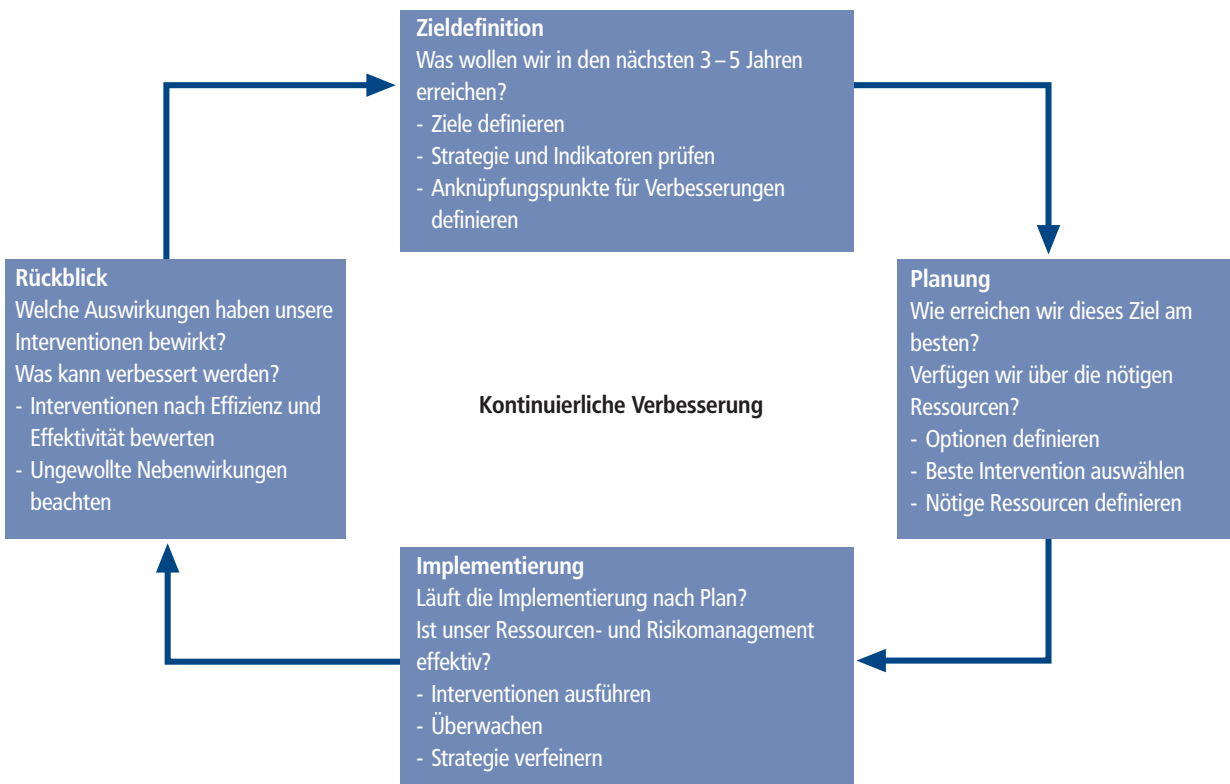 Zieldefinition
Was wollen wir in den nächsten 3 – 5 Jahren
erreichen?
- Ziele definieren
- Strategie und Indikatoren prüfen
- Anknüpfungspunkte für Verbesserungen
definieren
Planung
Wie erreichen wir dieses Ziel am
besten?
Verfügen wir über die nötigen
Ressourcen?
- Optionen definieren
- Beste Intervention auswählen
- Nötige Ressourcen definieren
Implementierung
Läuft die Implementierung nach Plan?
Ist unser Ressourcen- und Risikomanagement
effektiv?
- Interventionen ausführen
- Überwachen
- Strategie verfeinern
Rückblick
Welche Auswirkungen haben unsere
Interventionen bewirkt?
Was kann verbessert werden?
- Interventionen nach Effizienz und
Effektivität bewerten
- Ungewollte Nebenwirkungen
beachten
Kontinuierliche Verbesserung